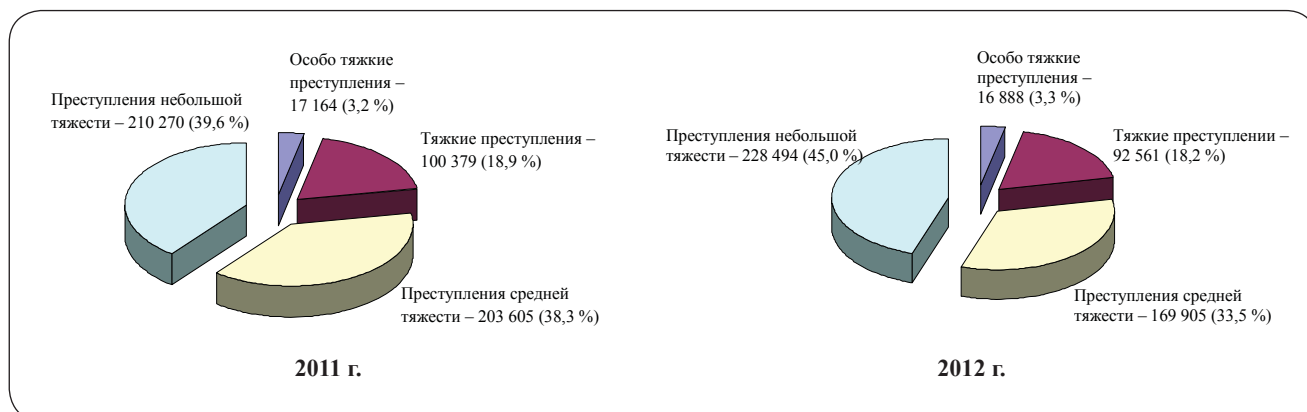 Особо тяжкие
преступления –
17 164 (3,2 %)
Преступления небольшой
тяжести – 210 270 (39,6 %)
Тяжкие преступления –
100 379 (18,9 %)
Преступления средней
тяжести – 203 605 (38,3 %)
2011 г.
Особо тяжкие
преступления –
16 888 (3,3 %)
Преступления небольшой
тяжести – 228 494 (45,0 %)
Тяжкие преступлении –
92 561 (18,2 %)
Преступления средней
тяжести – 169 905 (33,5 %)
2012 г.